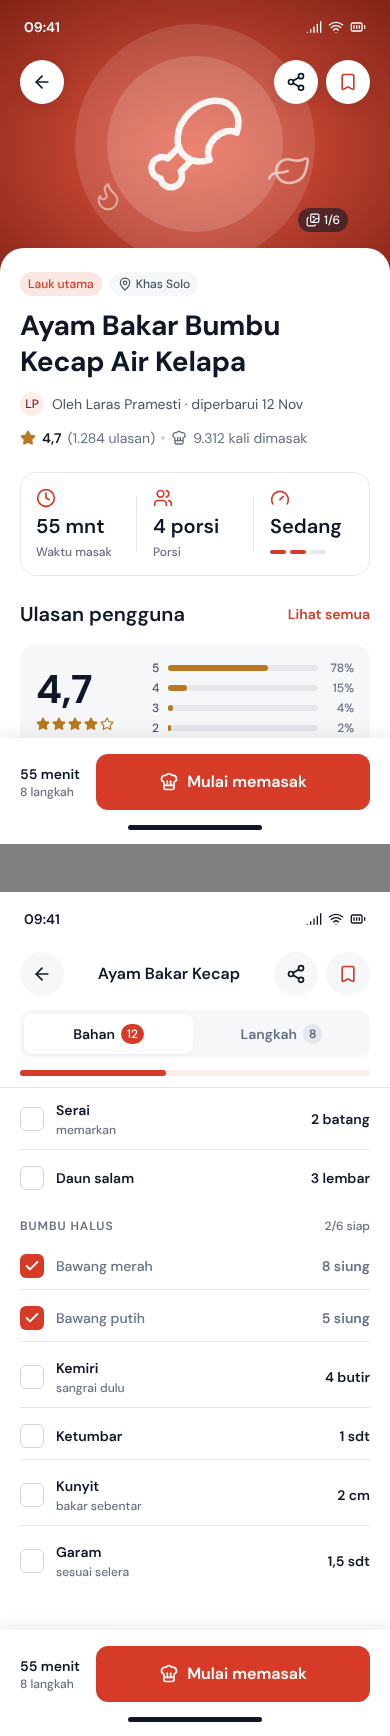 09:41
1/6
Lauk utama
Khas Solo
Ayam Bakar Bumbu
Kecap Air Kelapa
LP Oleh Laras Pramesti · diperbarui 12 Nov
4,7 (1.284 ulasan) • 9.312 kali dimasak
55 mnt
Waktu masak
4 porsi
Porsi
Sedang
Ulasan pengguna
Lihat semua
4,7
5 78%
4 15%
3 4%
2 2%
55 menit
8 langkah
Mulai memasak
09:41
Ayam Bakar Kecap
Bahan 12
Langkah 8
Serai
memarkan
2 batang
Daun salam
3 lembar
BUMBU HALUS
2/6 siap
Bawang merah
8 siung
Bawang putih
5 siung
Kemiri
sangrai dulu
4 butir
Ketumbar
1 sdt
Kunyit
bakar sebentar
2 cm
Garam
sesuai selera
1,5 sdt
55 menit
8 langkah
Mulai memasak